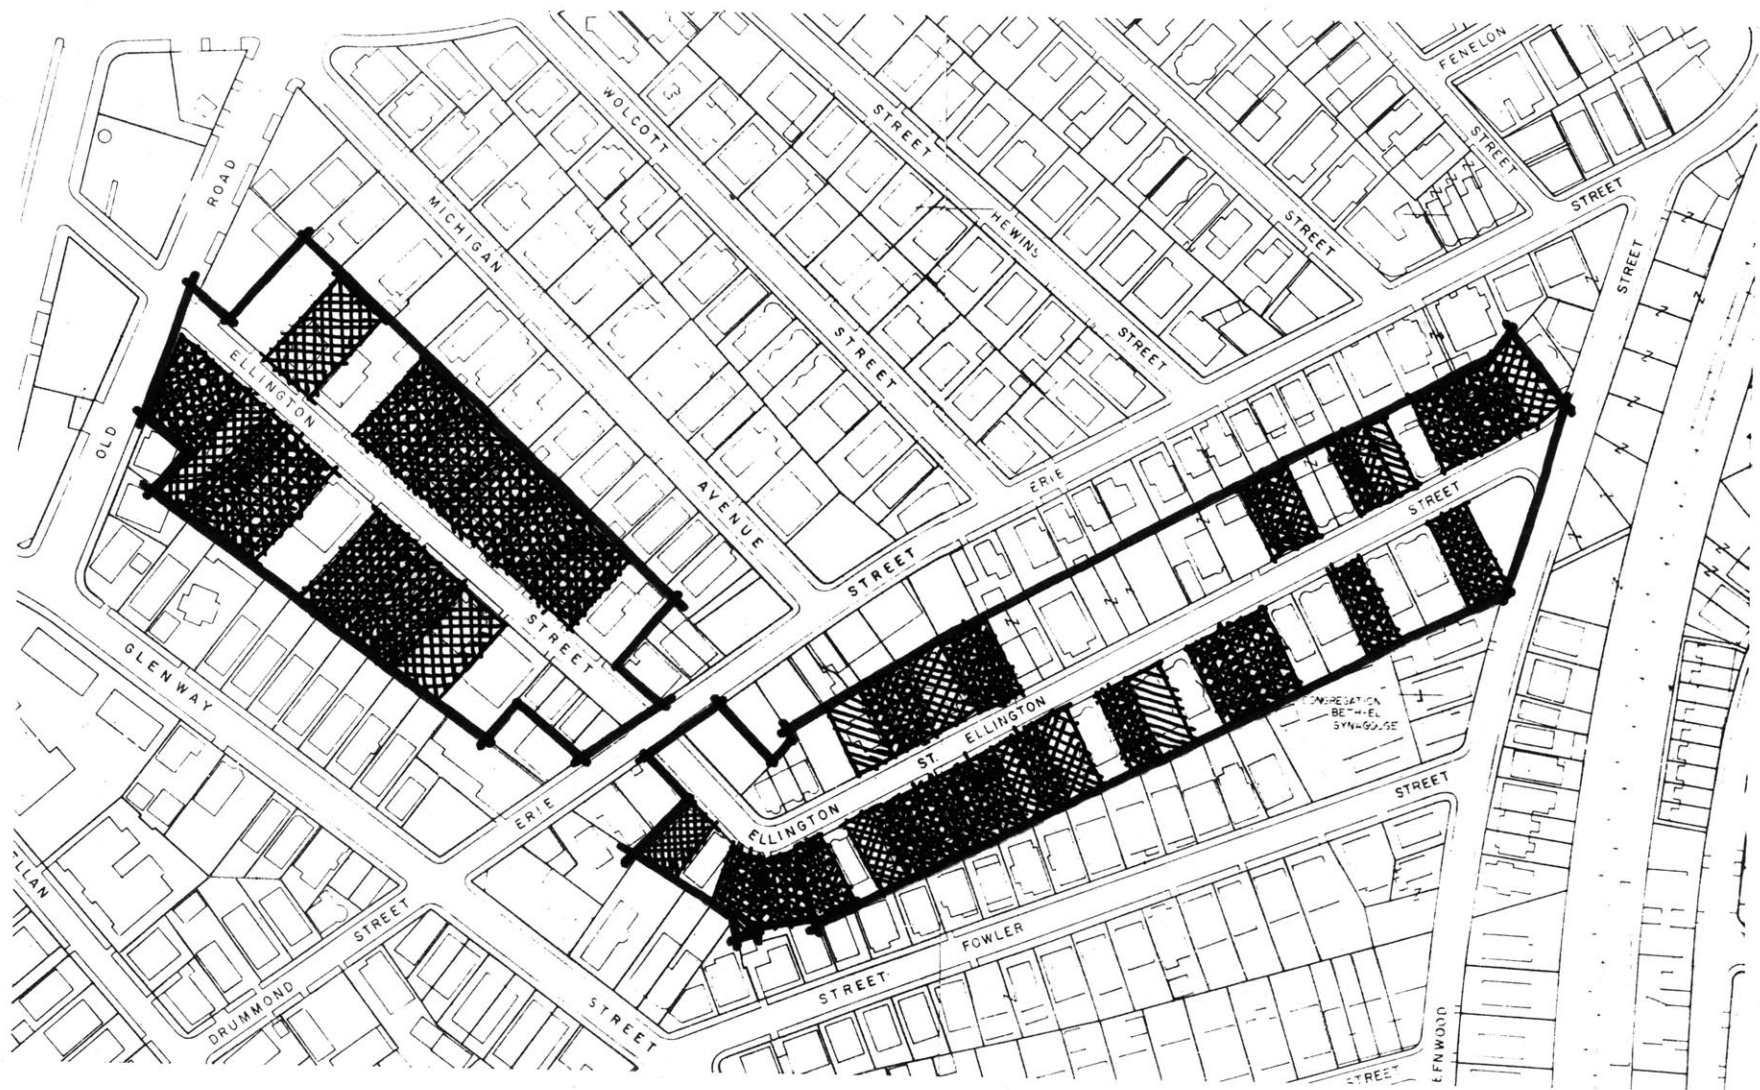 FENELON
WOLCOTT
STREET
STREET
STREET
ROAD
MICHIGAN
HEWINS
STREET
STREET
STREET
STREET
ELLINGTON
OLD
AVENUE
ERIE
STREET
STREET
STREET
GLENWAY
CONGREGATION
BETH-EL
SYNAGOGUE
ST. ELLINGTON
ERIE
ELLINGTON
STREET
STREET
FOWLER
STREET
DRUMMOND
STREET
STREET